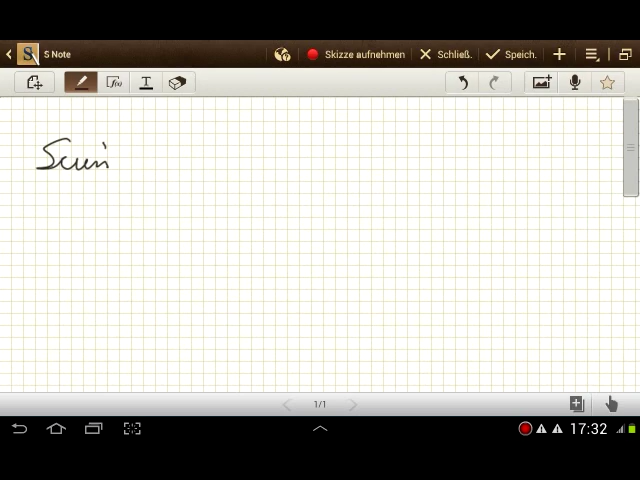 S Note Skizze aufnehmen Schließ. Speich.
f(x) T
1/1
17:32